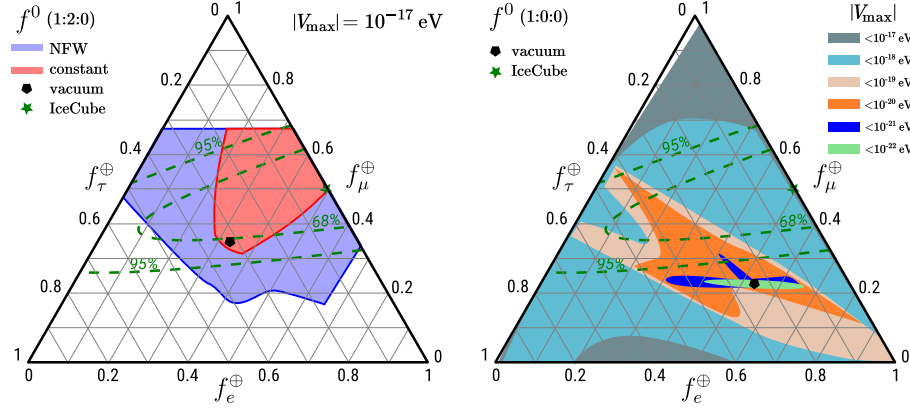 f⁰ (1:2:0)
NFW
constant
vacuum
IceCube
|Vmax| = 10⁻¹⁷ eV
0 1
0.2 0.8
0.4 0.6
0.6 0.4
0.8 0.2
1 0
0 0.2 0.4 0.6 0.8 1
f_τ^⊕
f_μ^⊕
f_e^⊕
95%
68%
95%
f⁰ (1:0:0)
vacuum
IceCube
|Vmax|
<10⁻¹⁷ eV
<10⁻¹⁸ eV
<10⁻¹⁹ eV
<10⁻²⁰ eV
<10⁻²¹ eV
<10⁻²² eV
0 1
0.2 0.8
0.4 0.6
0.6 0.4
0.8 0.2
1 0
0 0.2 0.4 0.6 0.8 1
f_τ^⊕
f_μ^⊕
f_e^⊕
95%
68%
95%